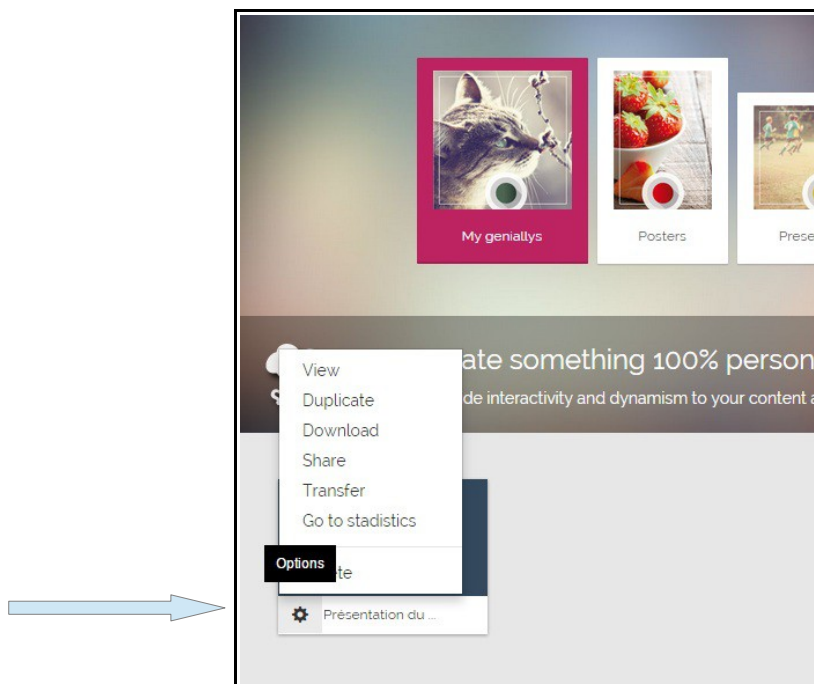 My geniallys
Posters
Prese
ate something 100% person
de interactivity and dynamism to your content a
View
Duplicate
Download
Share
Transfer
Go to stadistics
Options
te
Présentation du ...